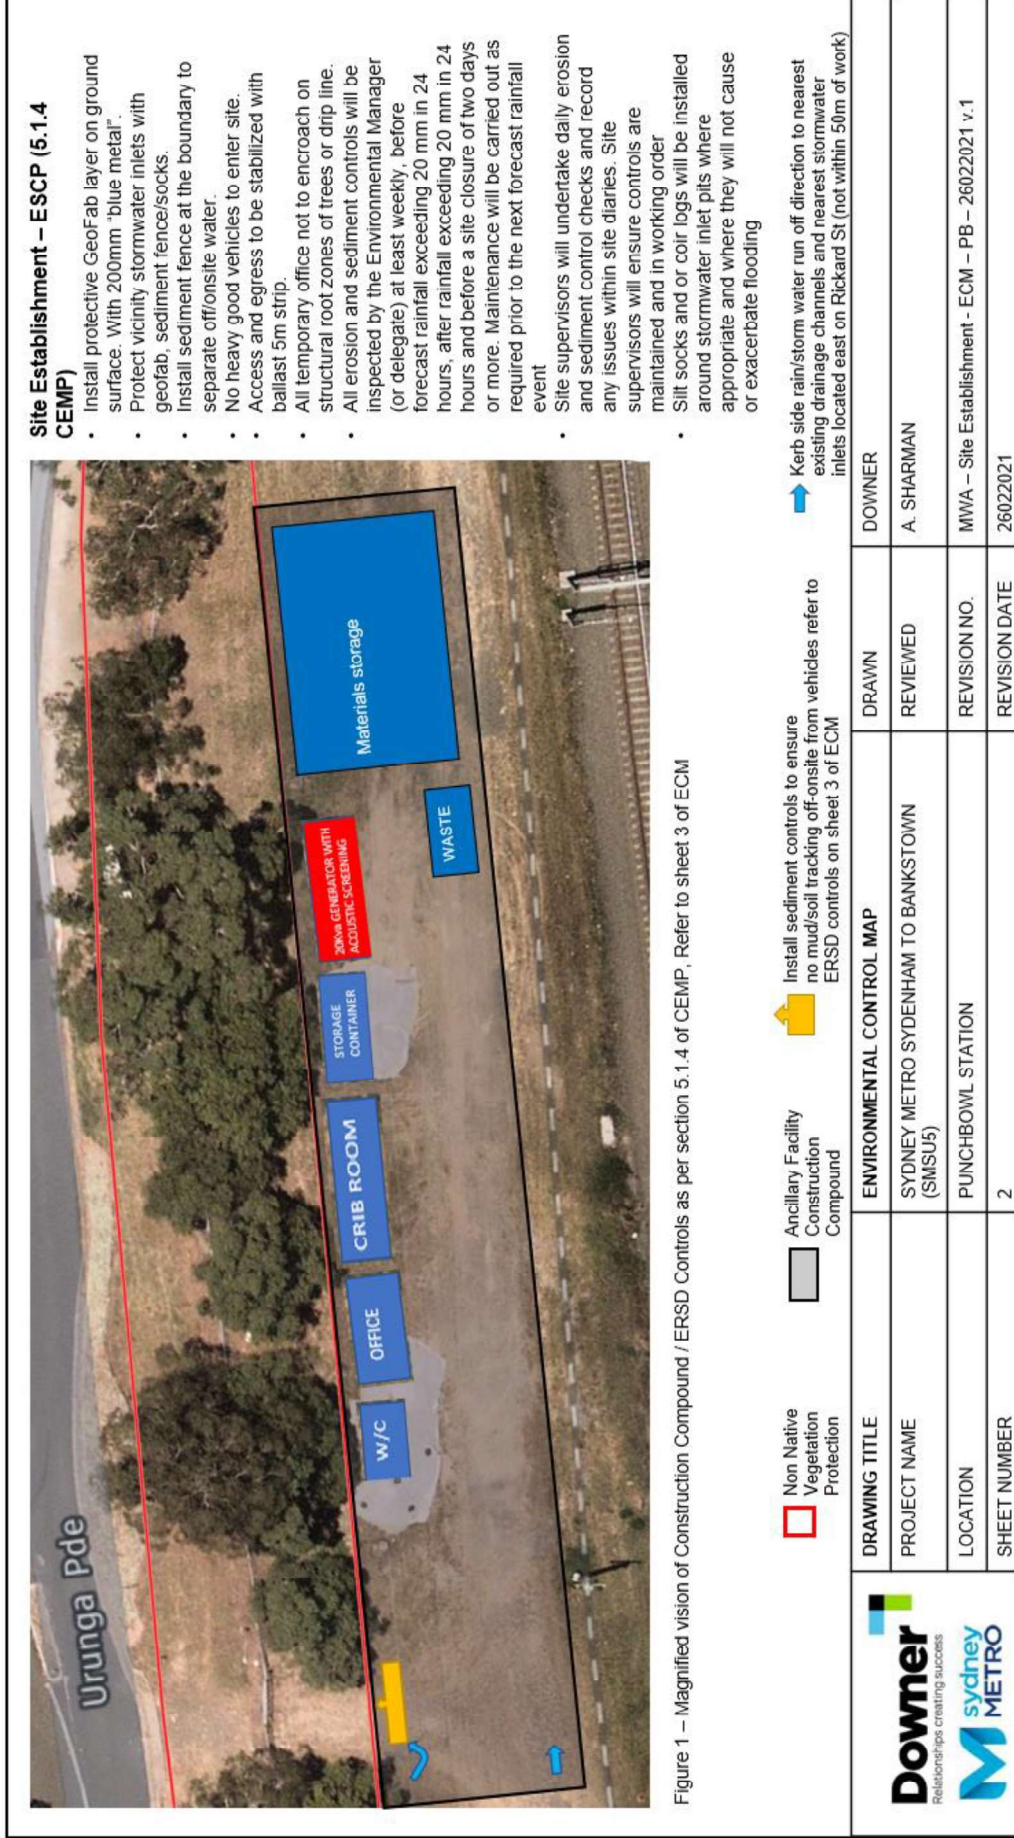 Site Establishment – ESCP (5.1.4
CEMP)
• Install protective GeoFab layer on ground
surface. With 200mm “blue metal”.
• Protect vicinity stormwater inlets with
geofab, sediment fence/socks.
• Install sediment fence at the boundary to
separate off/onsite water.
• No heavy good vehicles to enter site.
• Access and egress to be stabilized with
ballast 5m strip.
• All temporary office not to encroach on
structural root zones of trees or drip line.
• All erosion and sediment controls will be
inspected by the Environmental Manager
(or delegate) at least weekly, before
forecast rainfall exceeding 20 mm in 24
hours, after rainfall exceeding 20 mm in 24
hours and before a site closure of two days
or more. Maintenance will be carried out as
required prior to the next forecast rainfall
event
• Site supervisors will undertake daily erosion
and sediment control checks and record
any issues within site diaries. Site
supervisors will ensure controls are
maintained and in working order
• Silt socks and or coir logs will be installed
around stormwater inlet pits where
appropriate and where they will not cause
or exacerbate flooding
Urunga Pde
W/C
OFFICE
CRIB ROOM
STORAGE
CONTAINER
20Kva GENERATOR WITH
ACOUSTIC SCREENING
WASTE
Materials storage
Figure 1 – Magnified vision of Construction Compound / ERSD Controls as per section 5.1.4 of CEMP, Refer to sheet 3 of ECM
Non Native
Vegetation
Protection
Ancillary Facility
Construction
Compound
Install sediment controls to ensure
no mud/soil tracking off-onsite from vehicles refer to
ERSD controls on sheet 3 of ECM
Kerb side rain/storm water run off direction to nearest
existing drainage channels and nearest stormwater
inlets located east on Rickard St (not within 50m of work)
Downer
Relationships creating success
sydney
METRO
DRAWING TITLE
ENVIRONMENTAL CONTROL MAP
DRAWN
DOWNER
PROJECT NAME
SYDNEY METRO SYDENHAM TO BANKSTOWN
(SMSU5)
REVIEWED
A. SHARMAN
LOCATION
PUNCHBOWL STATION
REVISION NO.
MWA – Site Establishment - ECM – PB – 26022021 v.1
SHEET NUMBER
2
REVISION DATE
26022021